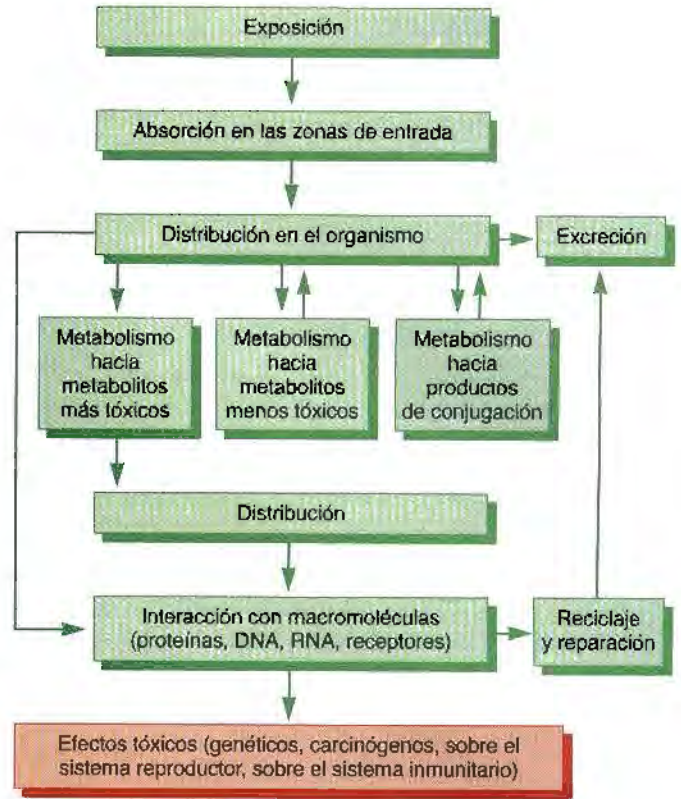 Exposición
Absorción en las zonas de entrada
Distribución en el organismo
Excreción
Metabolismo
hacia
metabolitos
más tóxicos
Metabolismo
hacia
metabolitos
menos tóxicos
Metabolismo
hacia
productos
de conjugación
Distribución
Interacción con macromoléculas
(proteínas, DNA, RNA, receptores)
Reciclaje
y reparación
Efectos tóxicos (genéticos, carcinógenos, sobre el
sistema reproductor, sobre el sistema inmunitario)